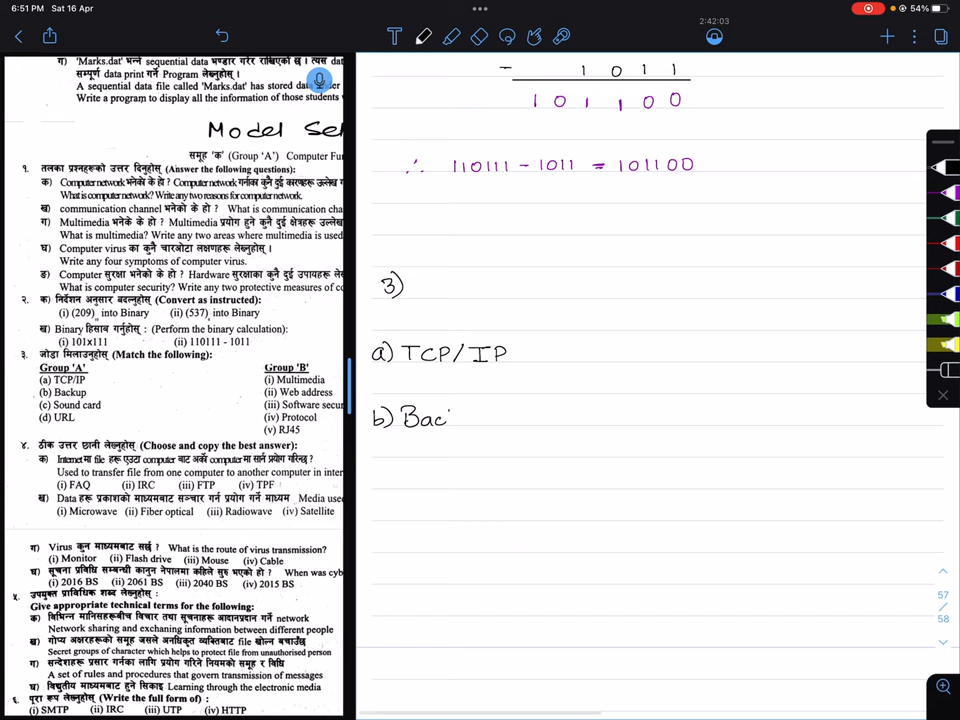 6:51 PM Sat 16 Apr
54%
2:42:03
T
ग) 'Marks.dat' भन्ने sequential data भण्डार गरेर राखिएको छ। त्यस dat
सम्पूर्ण data print गर्ने Program लेख्नुहोस्।
A sequential data file called 'Marks.dat' has stored da
Write a program to display all the information of those students
Model Se
समूह 'क' (Group 'A') Computer Fur
१. तलका प्रश्नहरूको उत्तर दिनुहोस् (Answer the following questions):
क) Computer network भनेको के हो ? Computer network गर्नाका कुनै दुई कारणहरू उल्लेख ग
What is computer network? Write any two reasons for computer network.
ख) communication channel भनेको के हो ? What is communication cha
ग) Multimedia भनेके के हो ? Multimedia प्रयोग हुने कुनै दुई क्षेत्रहरू उल्लेख
What is multimedia? Write any two areas where multimedia is used
घ) Computer virus का कुनै चारओटा लक्षणहरू लेख्नुहोस्।
Write any four symptoms of computer virus.
ङ) Computer सुरक्षा भनेको के हो ? Hardware सुरक्षाका कुनै दुई उपायहरू लेख
What is computer security? Write any two protective measures of co
२. क) निर्देशन अनुसार बदल्नुहोस् (Convert as instructed):
(i) (209) into Binary (ii) (537) into Binary
ख) Binary हिसाब गर्नुहोस् : (Perform the binary calculation):
(i) 101x111 (ii) 110111 - 1011
३. जोडा मिलाउनुहोस् (Match the following):
Group 'A' Group 'B'
(a) TCP/IP (i) Multimedia
(b) Backup (ii) Web address
(c) Sound card (iii) Software secur
(d) URL (iv) Protocol
(v) RJ45
४. ठीक उत्तर छानी लेख्नुहोस् (Choose and copy the best answer):
क) Internet मा file हरू एउटा computer बाट अर्को computer मा सार्न प्रयोग गरिन्छ ?
Used to transfer file from one computer to another computer in inter
(i) FAQ (ii) IRC (iii) FTP (iv) TPF
ख) Data हरू प्रकाशको माध्यमबाट सञ्चार गर्न प्रयोग गर्ने माध्यम Media use
(i) Microwave (ii) Fiber optical (iii) Radiowave (iv) Satellite
ग) Virus कुन माध्यमबाट सर्छ ? What is the route of virus transmission?
(i) Monitor (ii) Flash drive (iii) Mouse (iv) Cable
घ) सूचना प्रविधि सम्बन्धी कानुन नेपालमा कहिले सुरु भएको हो ? When was cyb
(i) 2016 BS (ii) 2061 BS (iii) 2040 BS (iv) 2015 BS
५. उपयुक्त प्राविधिक शब्द लेख्नुहोस् :
Give appropriate technical terms for the following:
क) विभिन्न मानिसहरूबीच विचार तथा सूचनाहरू आदानप्रदान गर्ने network
Network sharing and exchaning information between different people
ख) गोप्य अक्षरहरूको समूह जसले अनधिकृत व्यक्तिबाट file खोल्न बचाउँछ
Secret groups of character which helps to protect file from unauthorised person
ग) सन्देशहरू प्रसार गर्नका लागि प्रयोग गरिने नियमको समूह र विधि
A set of rules and procedures that govern transmission of messages
घ) विद्युतीय माध्यमबाट हुने सिकाइ Learning through the electronic media
६. पूरा रूप लेख्नुहोस् (Write the full form of) :
(i) SMTP (ii) IRC (iii) UTP (iv) HTTP
- 1 0 1 1
1 0 1 1 0 0
∴ 110111 - 1011 = 101100
3)
a) TCP/IP
b) Bac
57
/
58